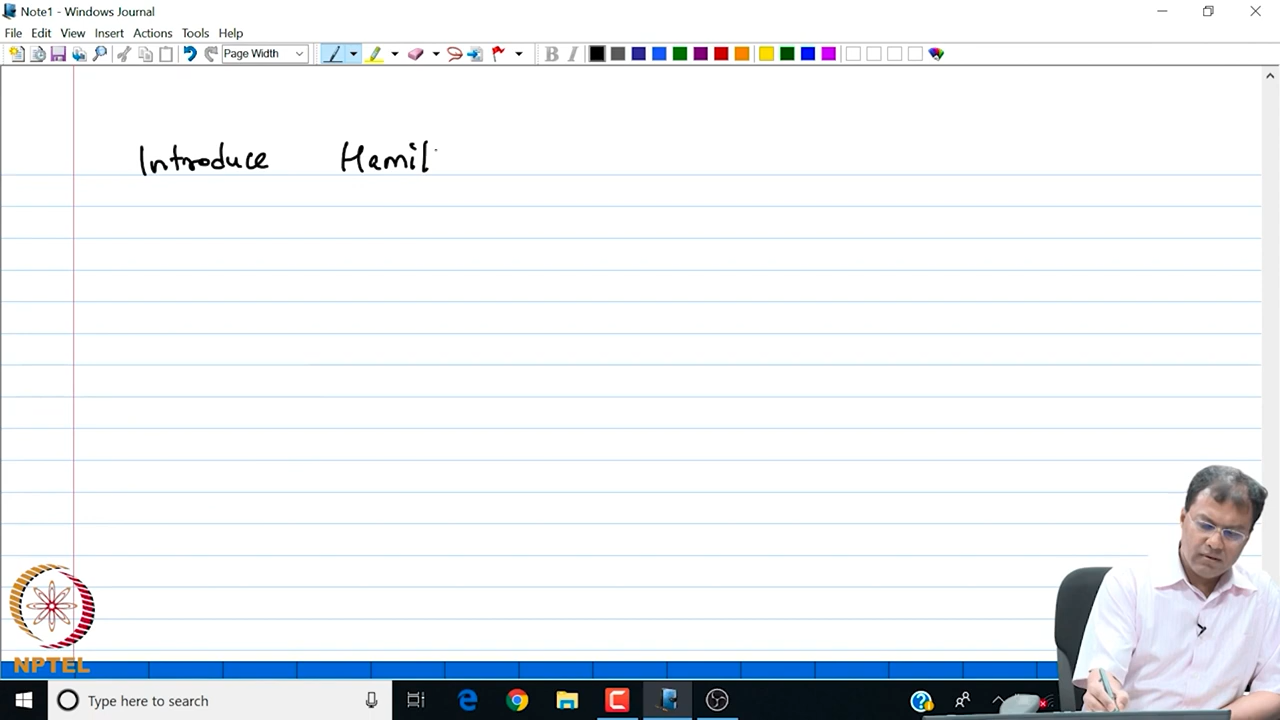 Note1 - Windows Journal
File Edit View Insert Actions Tools Help
Page Width B I
Introduce Hamil
NPTEL
Type here to search